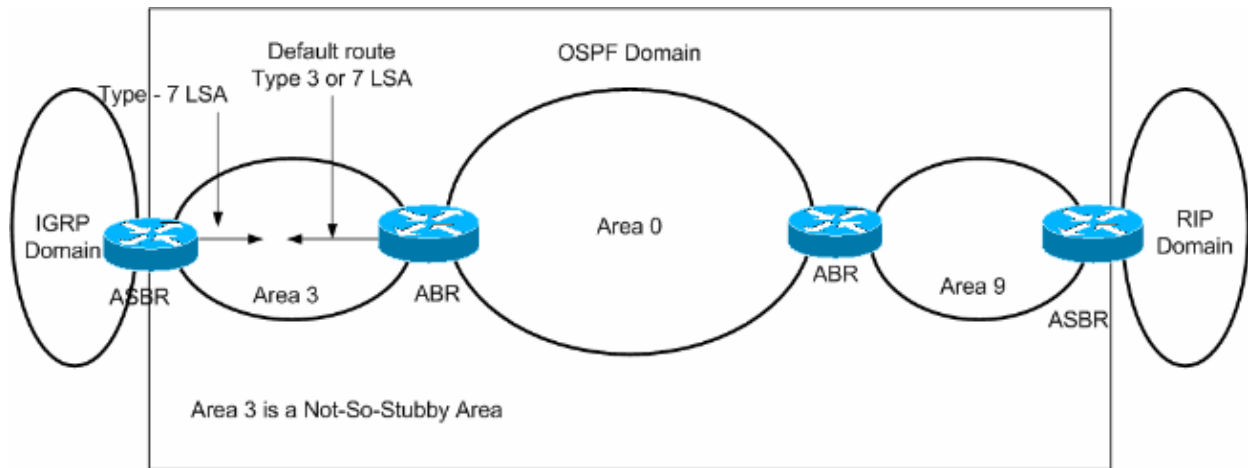 Default route
Type 3 or 7 LSA
OSPF Domain
Type - 7 LSA
IGRP
Domain
Area 0
RIP
Domain
ASBR
Area 3
ABR
ABR
Area 9
ASBR
Area 3 is a Not-So-Stubby Area